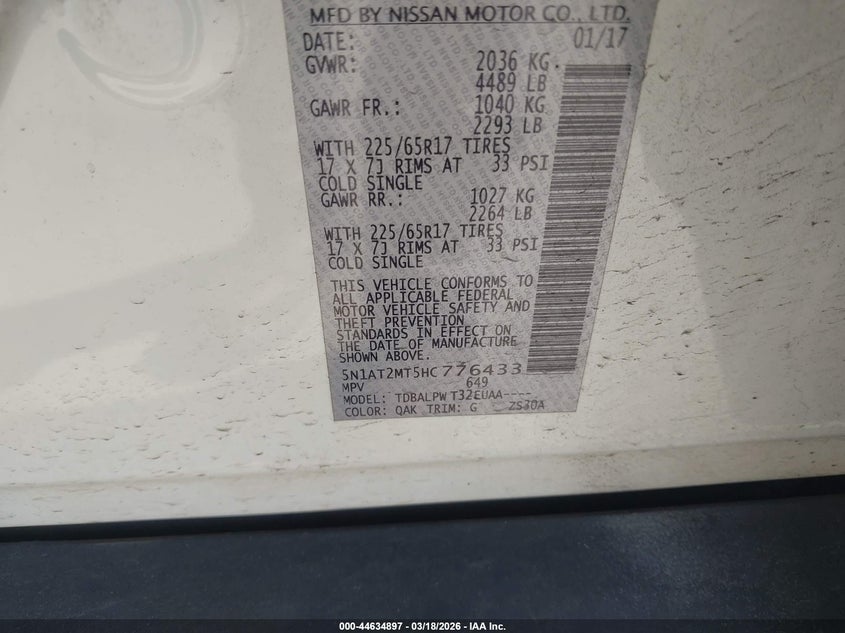 MFD BY NISSAN MOTOR CO., LTD.
DATE: 01/17
GVWR: 2036 KG
4489 LB
GAWR FR.: 1040 KG
2293 LB
WITH 225/65R17 TIRES
17 X 7J RIMS AT 33 PSI
COLD SINGLE
GAWR RR.: 1027 KG
2264 LB
WITH 225/65R17 TIRES
17 X 7J RIMS AT 33 PSI
COLD SINGLE
THIS VEHICLE CONFORMS TO
ALL APPLICABLE FEDERAL
MOTOR VEHICLE SAFETY AND
THEFT PREVENTION
STANDARDS IN EFFECT ON
THE DATE OF MANUFACTURE
SHOWN ABOVE.
5N1AT2MT5HC776433
MPV 649
MODEL: TDBALPW T32EUAA----
COLOR: QAK TRIM: G ZS30A
000-44634897 - 03/18/2026 - IAA Inc.